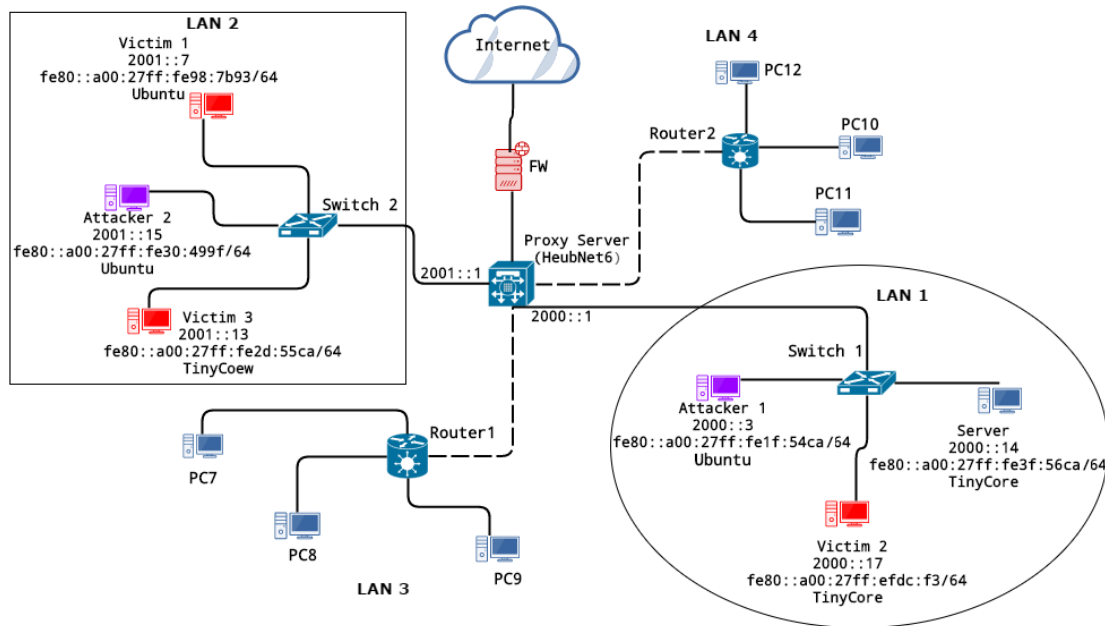 LAN 2
Victim 1
2001::7
fe80::a00:27ff:fe98:7b93/64
Ubuntu
Attacker 2
2001::15
fe80::a00:27ff:fe30:499f/64
Ubuntu
Switch 2
Victim 3
2001::13
fe80::a00:27ff:fe2d:55ca/64
TinyCoew
Internet
FW
Proxy Server
(HeubNet6)
2001::1
2000::1
LAN 4
PC12
Router2
PC10
PC11
LAN 1
Switch 1
Attacker 1
2000::3
fe80::a00:27ff:fe1f:54ca/64
Ubuntu
Server
2000::14
fe80::a00:27ff:fe3f:56ca/64
TinyCore
Victim 2
2000::17
fe80::a00:27ff:efdc:f3/64
TinyCore
Router1
PC7
PC8
PC9
LAN 3